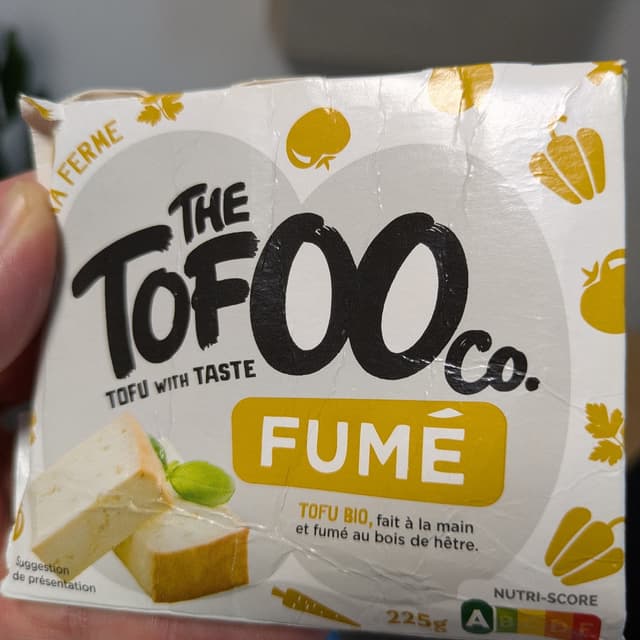 A FERME
THE
TOFOO
Co.
TOFU WITH TASTE
FUMÉ
TOFU BIO, fait à la main
et fumé au bois de hêtre.
Suggestion
de présentation
225g
NUTRI-SCORE
A B C D E